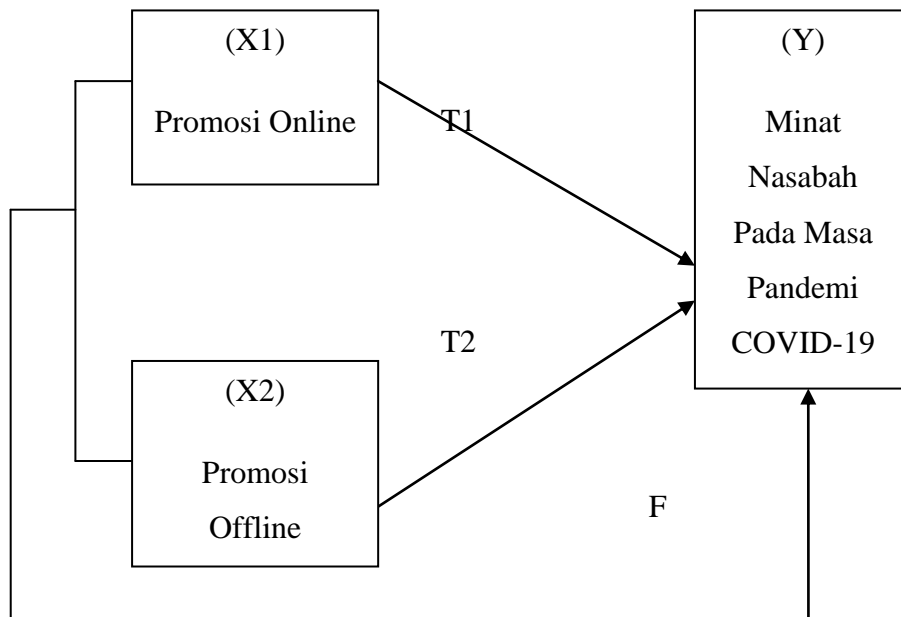 (X1)
Promosi Online
T1
(Y)
Minat
Nasabah
Pada Masa
Pandemi
COVID-19
T2
(X2)
Promosi
Offline
F